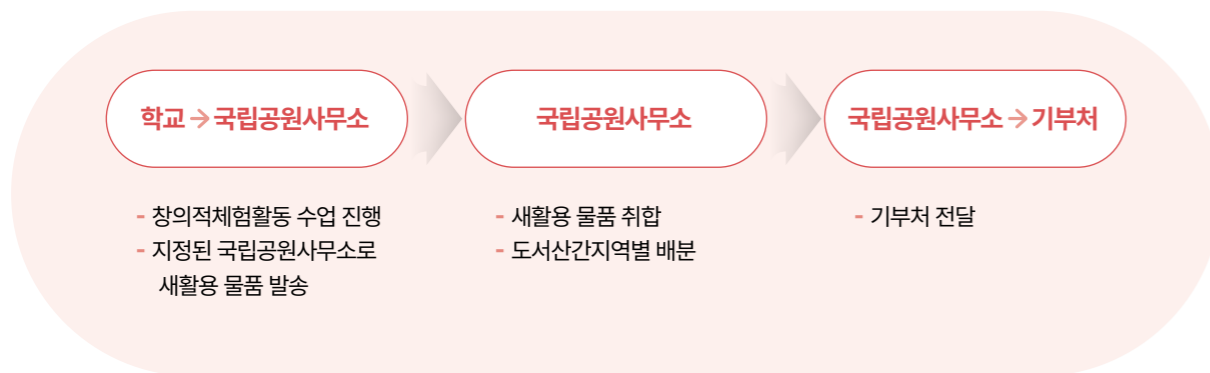 학교 → 국립공원사무소
- 창의적체험활동 수업 진행
- 지정된 국립공원사무소로
새활용 물품 발송
국립공원사무소
- 새활용 물품 취합
- 도서산간지역별 배분
국립공원사무소 → 기부처
- 기부처 전달